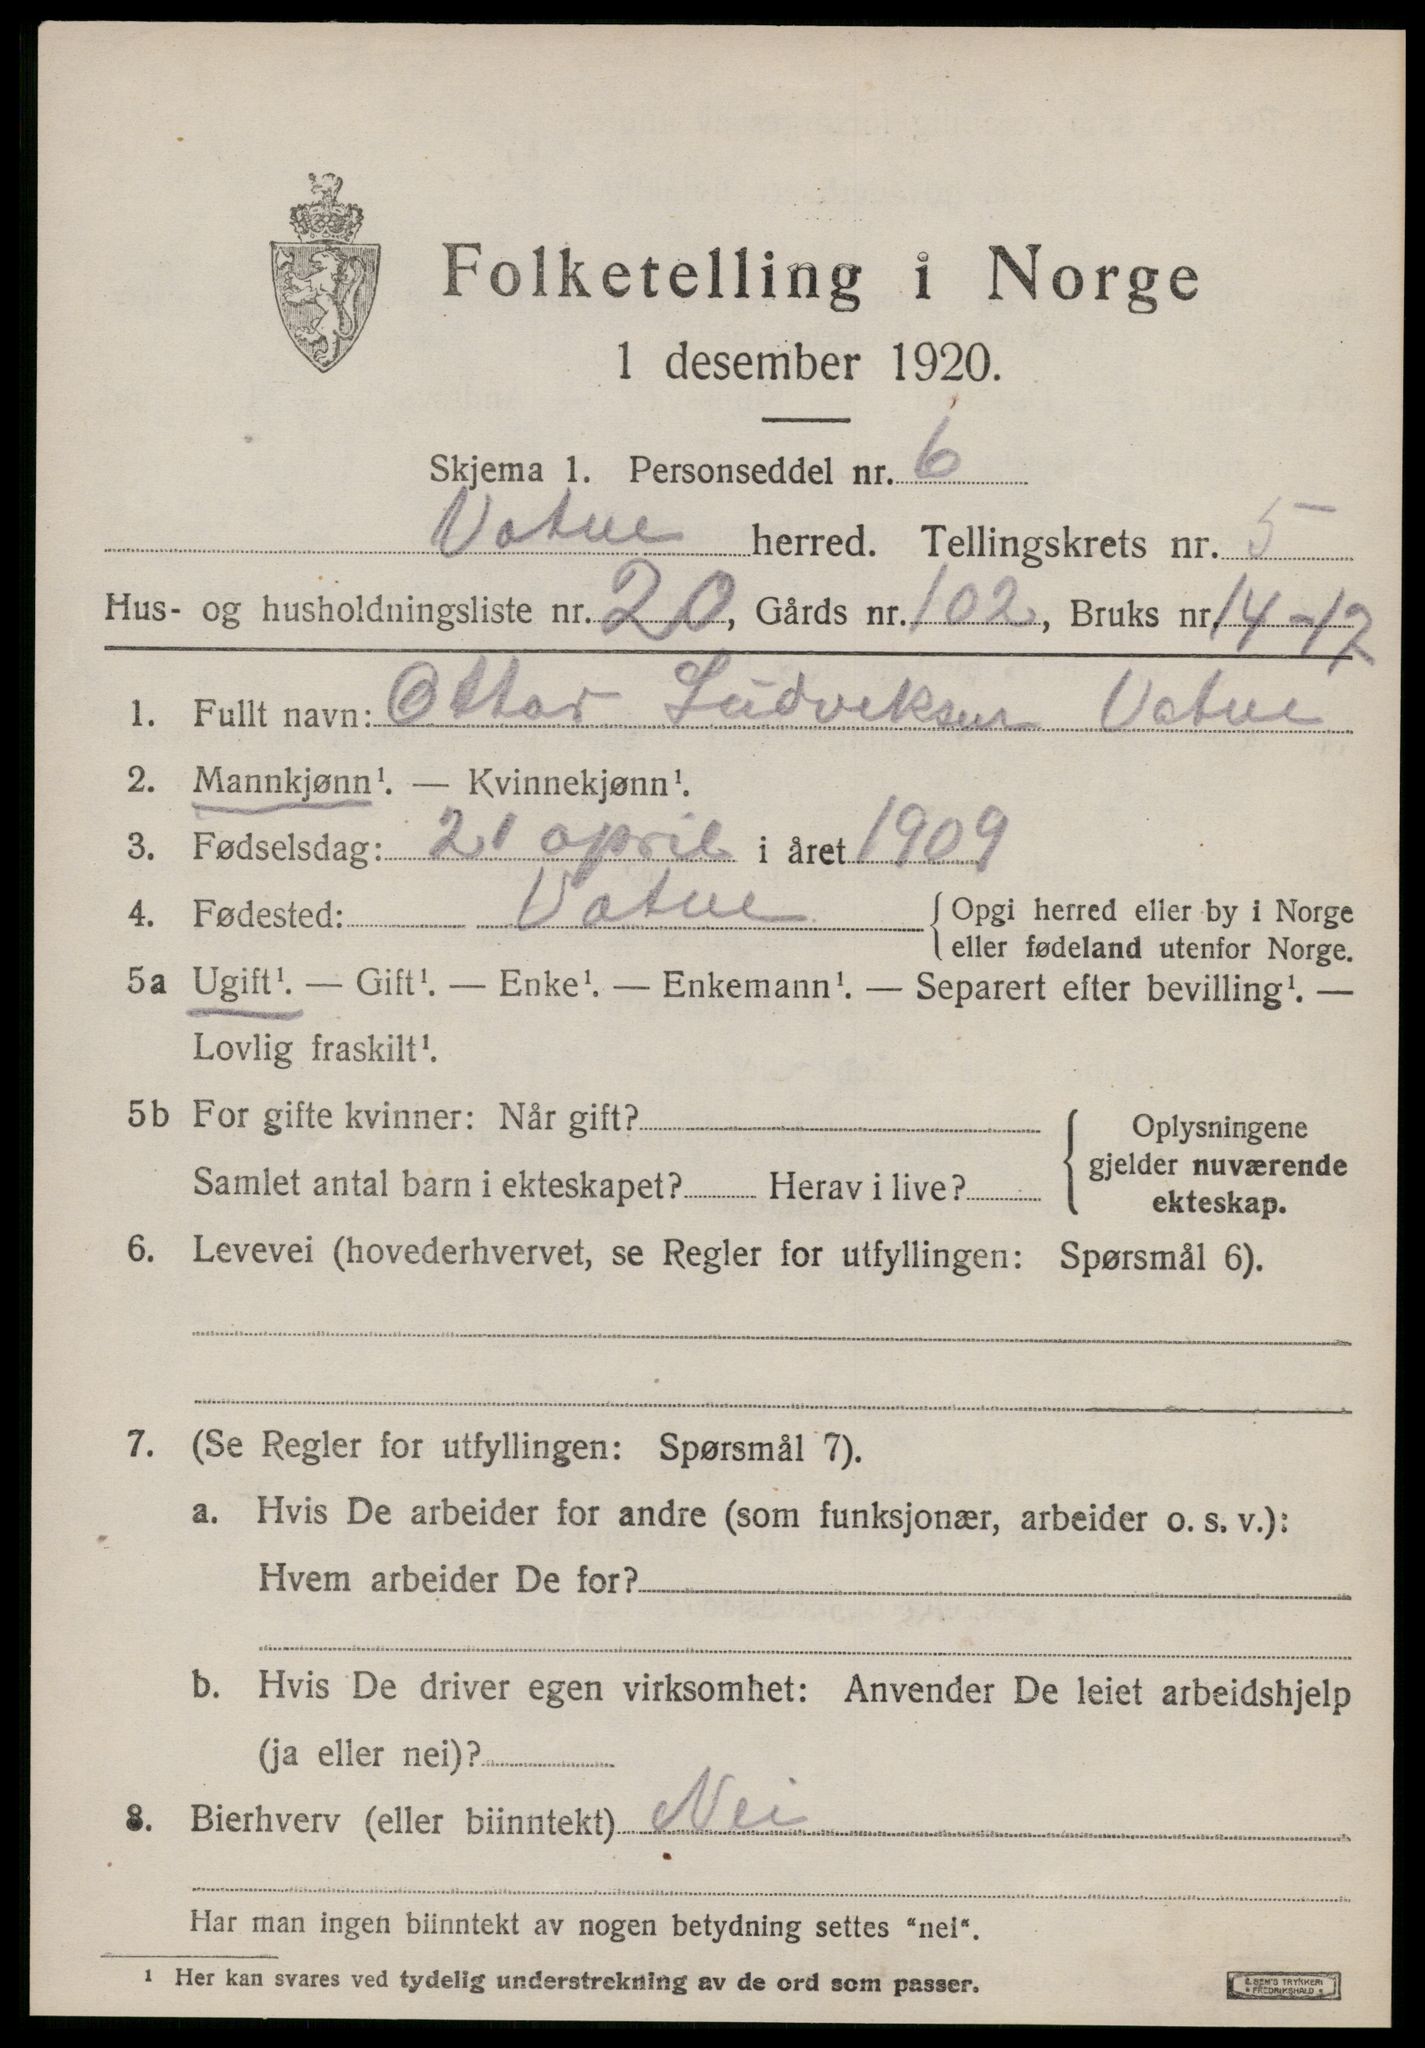 Folketelling i Norge
1 desember 1920.
Skjema 1. Personseddel nr. 6
Vatne herred. Tellingskrets nr. 5
Hus- og husholdningsliste nr. 20, Gårds nr. 102, Bruks nr. 14-17
1. Fullt navn: Ottar Ludviksen Vatne
2. Mannkjønn¹. — Kvinnekjønn¹.
3. Fødselsdag: 21 april i året 1909
4. Fødested: Vatne { Opgi herred eller by i Norge
eller fødeland utenfor Norge.
5a Ugift¹. — Gift¹. — Enke¹. — Enkemann¹. — Separert efter bevilling¹. —
Lovlig fraskilt¹.
5b For gifte kvinner: Når gift?
Samlet antal barn i ekteskapet? Herav i live?
{ Oplysningene
gjelder nuværende
ekteskap.
6. Levevei (hovederhvervet, se Regler for utfyllingen: Spørsmål 6).
7. (Se Regler for utfyllingen: Spørsmål 7).
a. Hvis De arbeider for andre (som funksjonær, arbeider o. s. v.):
Hvem arbeider De for?
b. Hvis De driver egen virksomhet: Anvender De leiet arbeidshjelp
(ja eller nei)?
8. Bierhverv (eller biinntekt) Nei
Har man ingen biinntekt av nogen betydning settes "nei".
¹ Her kan svares ved tydelig understrekning av de ord som passer.
E. SEM'S TRYKKERI
* FREDRIKSHALD *